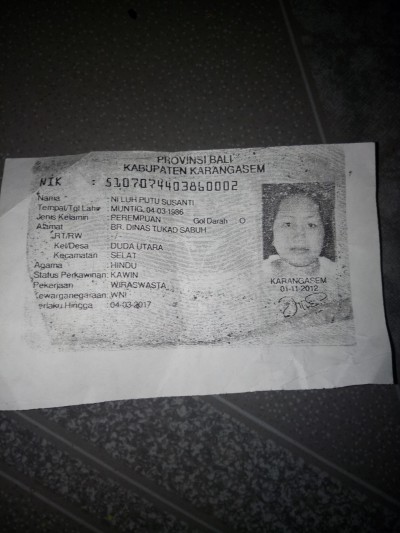 PROVINSI BALI
KABUPATEN KARANGASEM
NIK : 5107074403860002
Nama : NI LUH PUTU SUSANTI
Tempat/Tgl Lahir : MUNTIG, 04-03-1986
Jenis Kelamin : PEREMPUAN Gol Darah : O
Alamat : BR. DINAS TUKAD SABUH
RT/RW :
Kel/Desa : DUDA UTARA
Kecamatan : SELAT
Agama : HINDU
Status Perkawinan: KAWIN
Pekerjaan : WIRASWASTA
Kewarganegaraan: WNI
Berlaku Hingga : 04-03-2017
KARANGASEM
01-11-2012